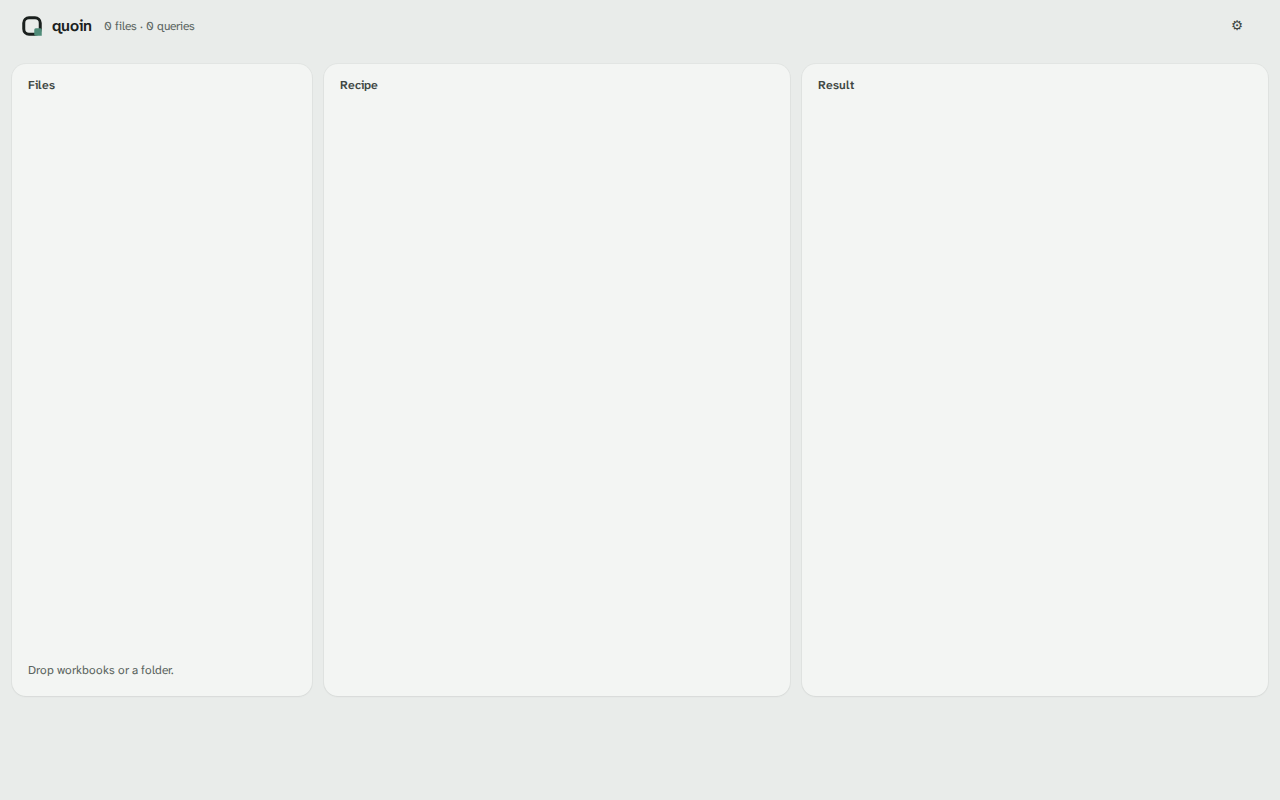 quoin 0 files · 0 queries
Files
Recipe
Result
Drop workbooks or a folder.